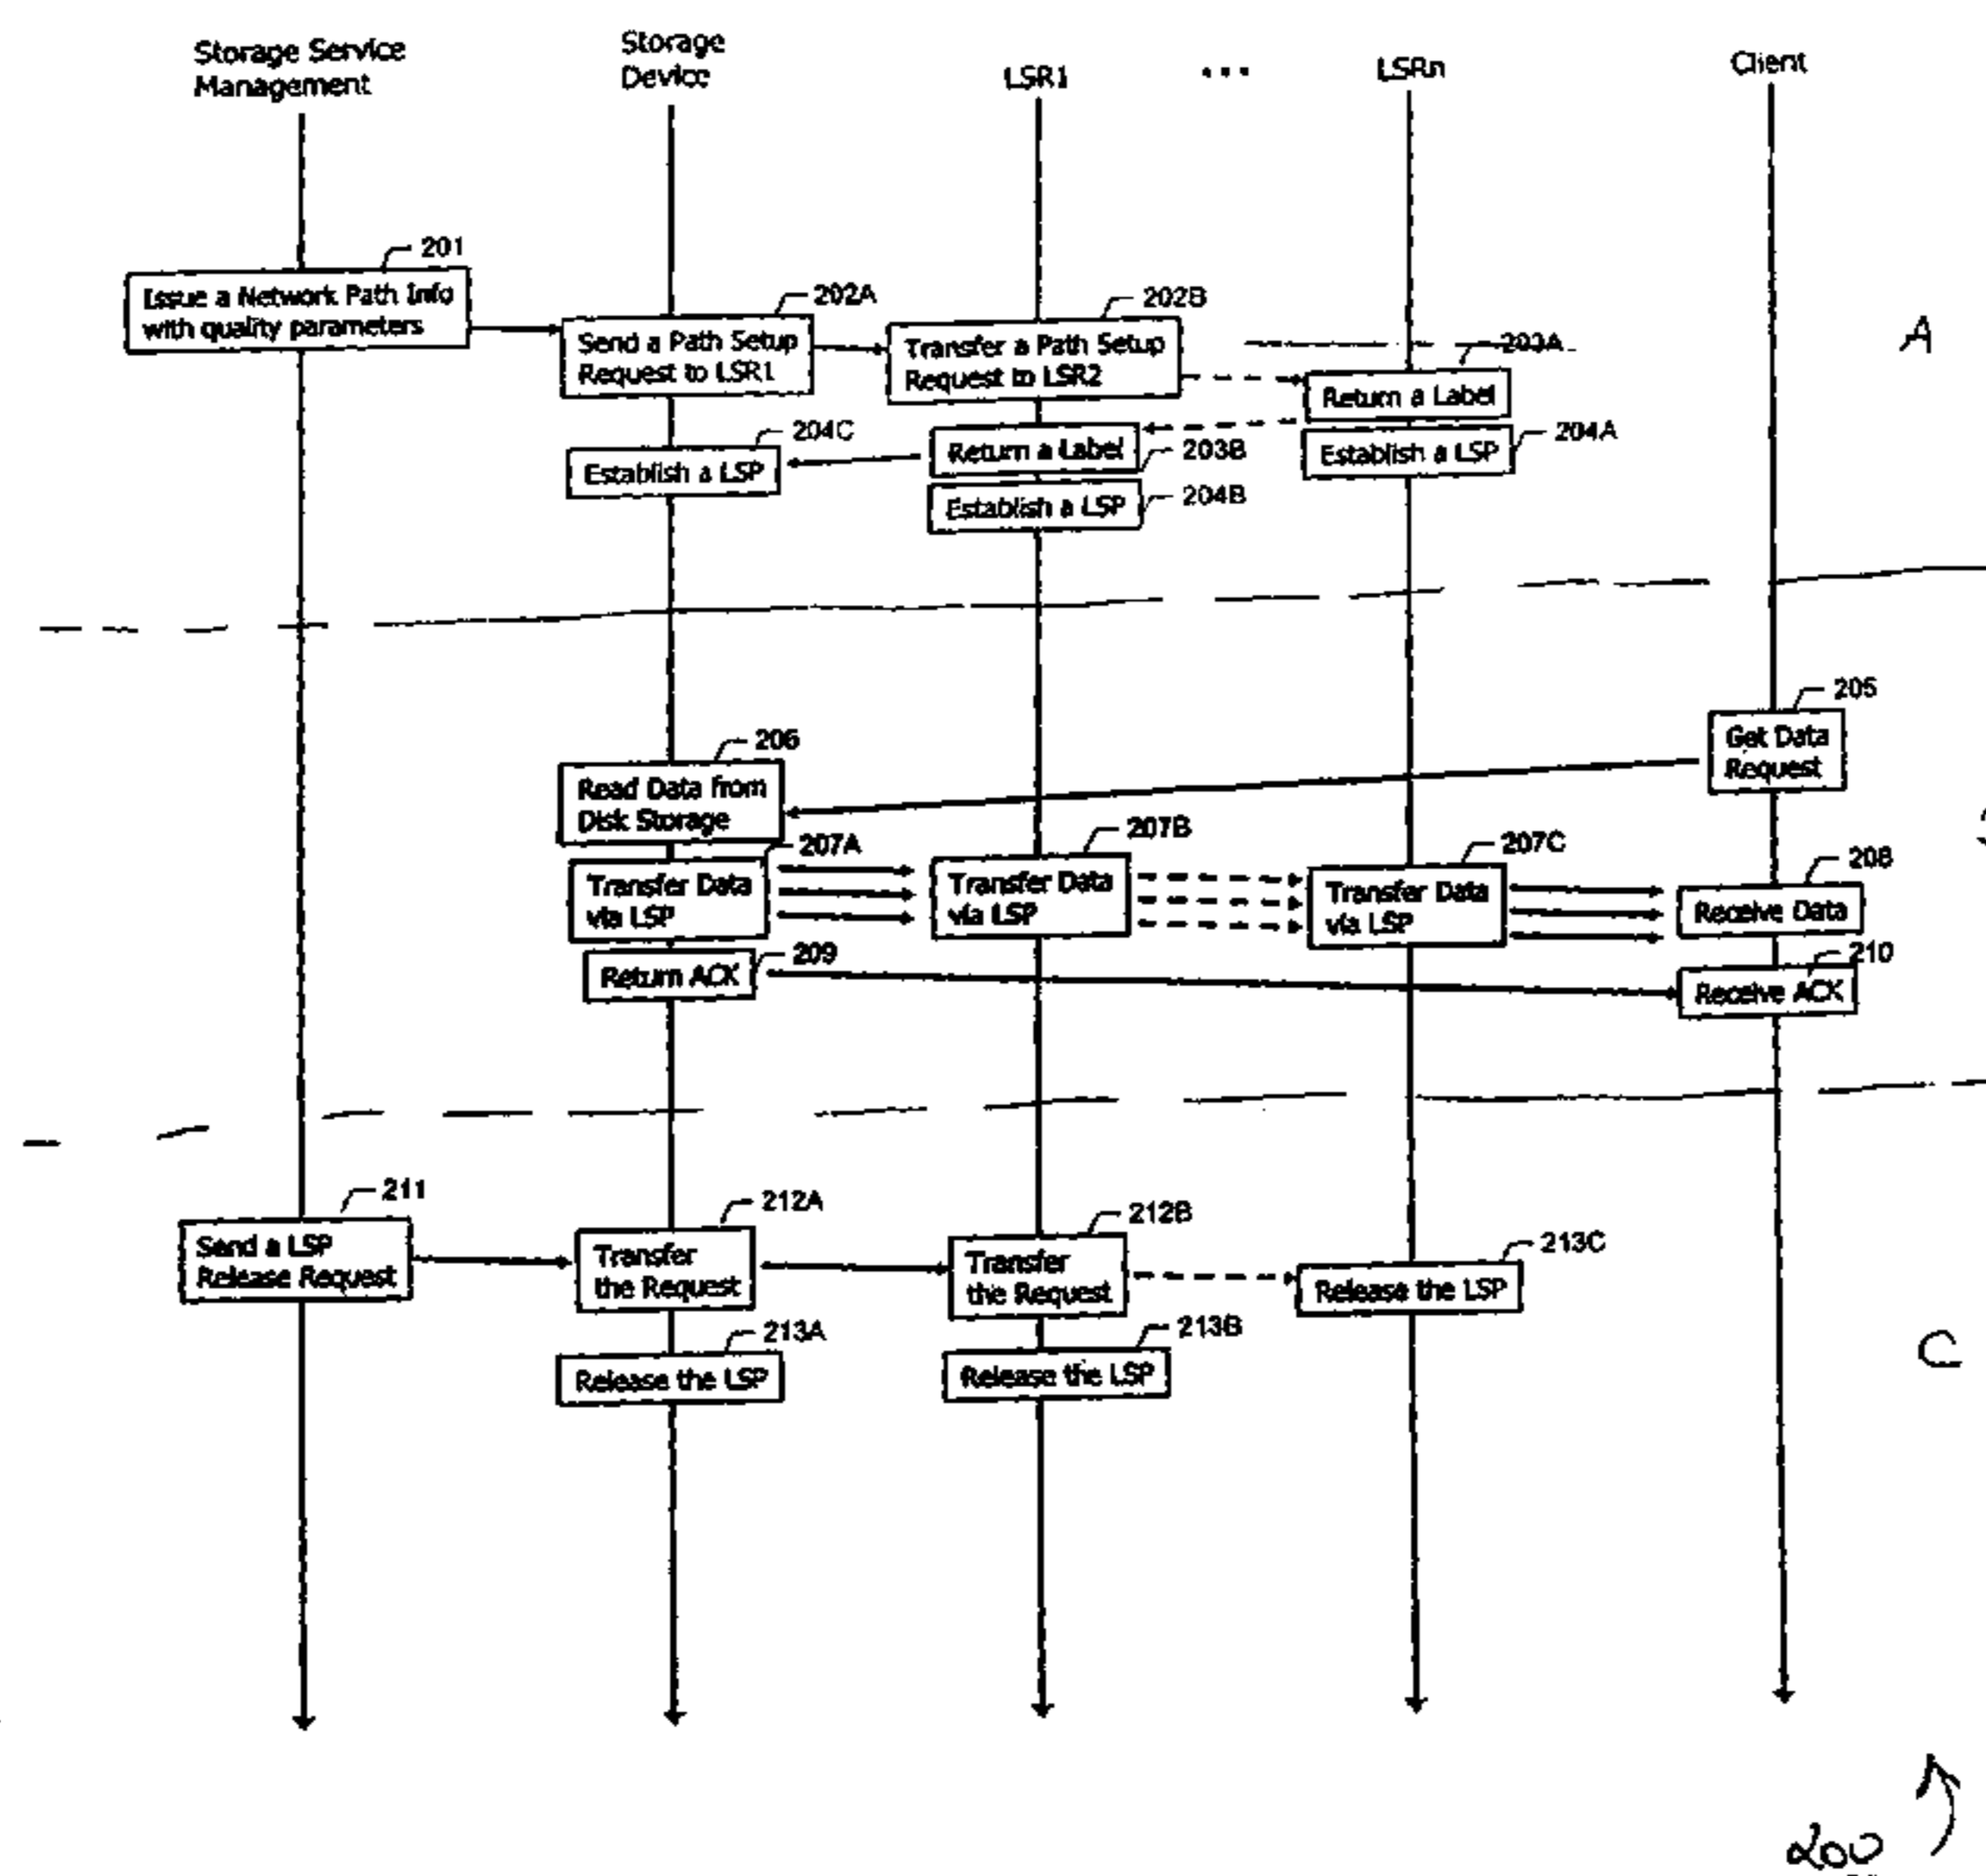 Storage Service
Management
Storage
Device
LSR1
...
LSRn
Client
201
Issue a Network Path Info
with quality parameters
202A
Send a Path Setup
Request to LSR1
202B
Transfer a Path Setup
Request to LSR2
203A
Return a Label
A
204C
Establish a LSP
Return a Label
203B
204A
Establish a LSP
204B
Establish a LSP
205
Get Data
Request
206
Read Data from
Disk Storage
207A
Transfer Data
via LSP
207B
Transfer Data
via LSP
207C
Transfer Data
via LSP
208
Receive Data
209
Return ACK
210
Receive ACK
211
Send a LSP
Release Request
212A
Transfer
the Request
212B
Transfer
the Request
213C
Release the LSP
213A
Release the LSP
213B
Release the LSP
C
200